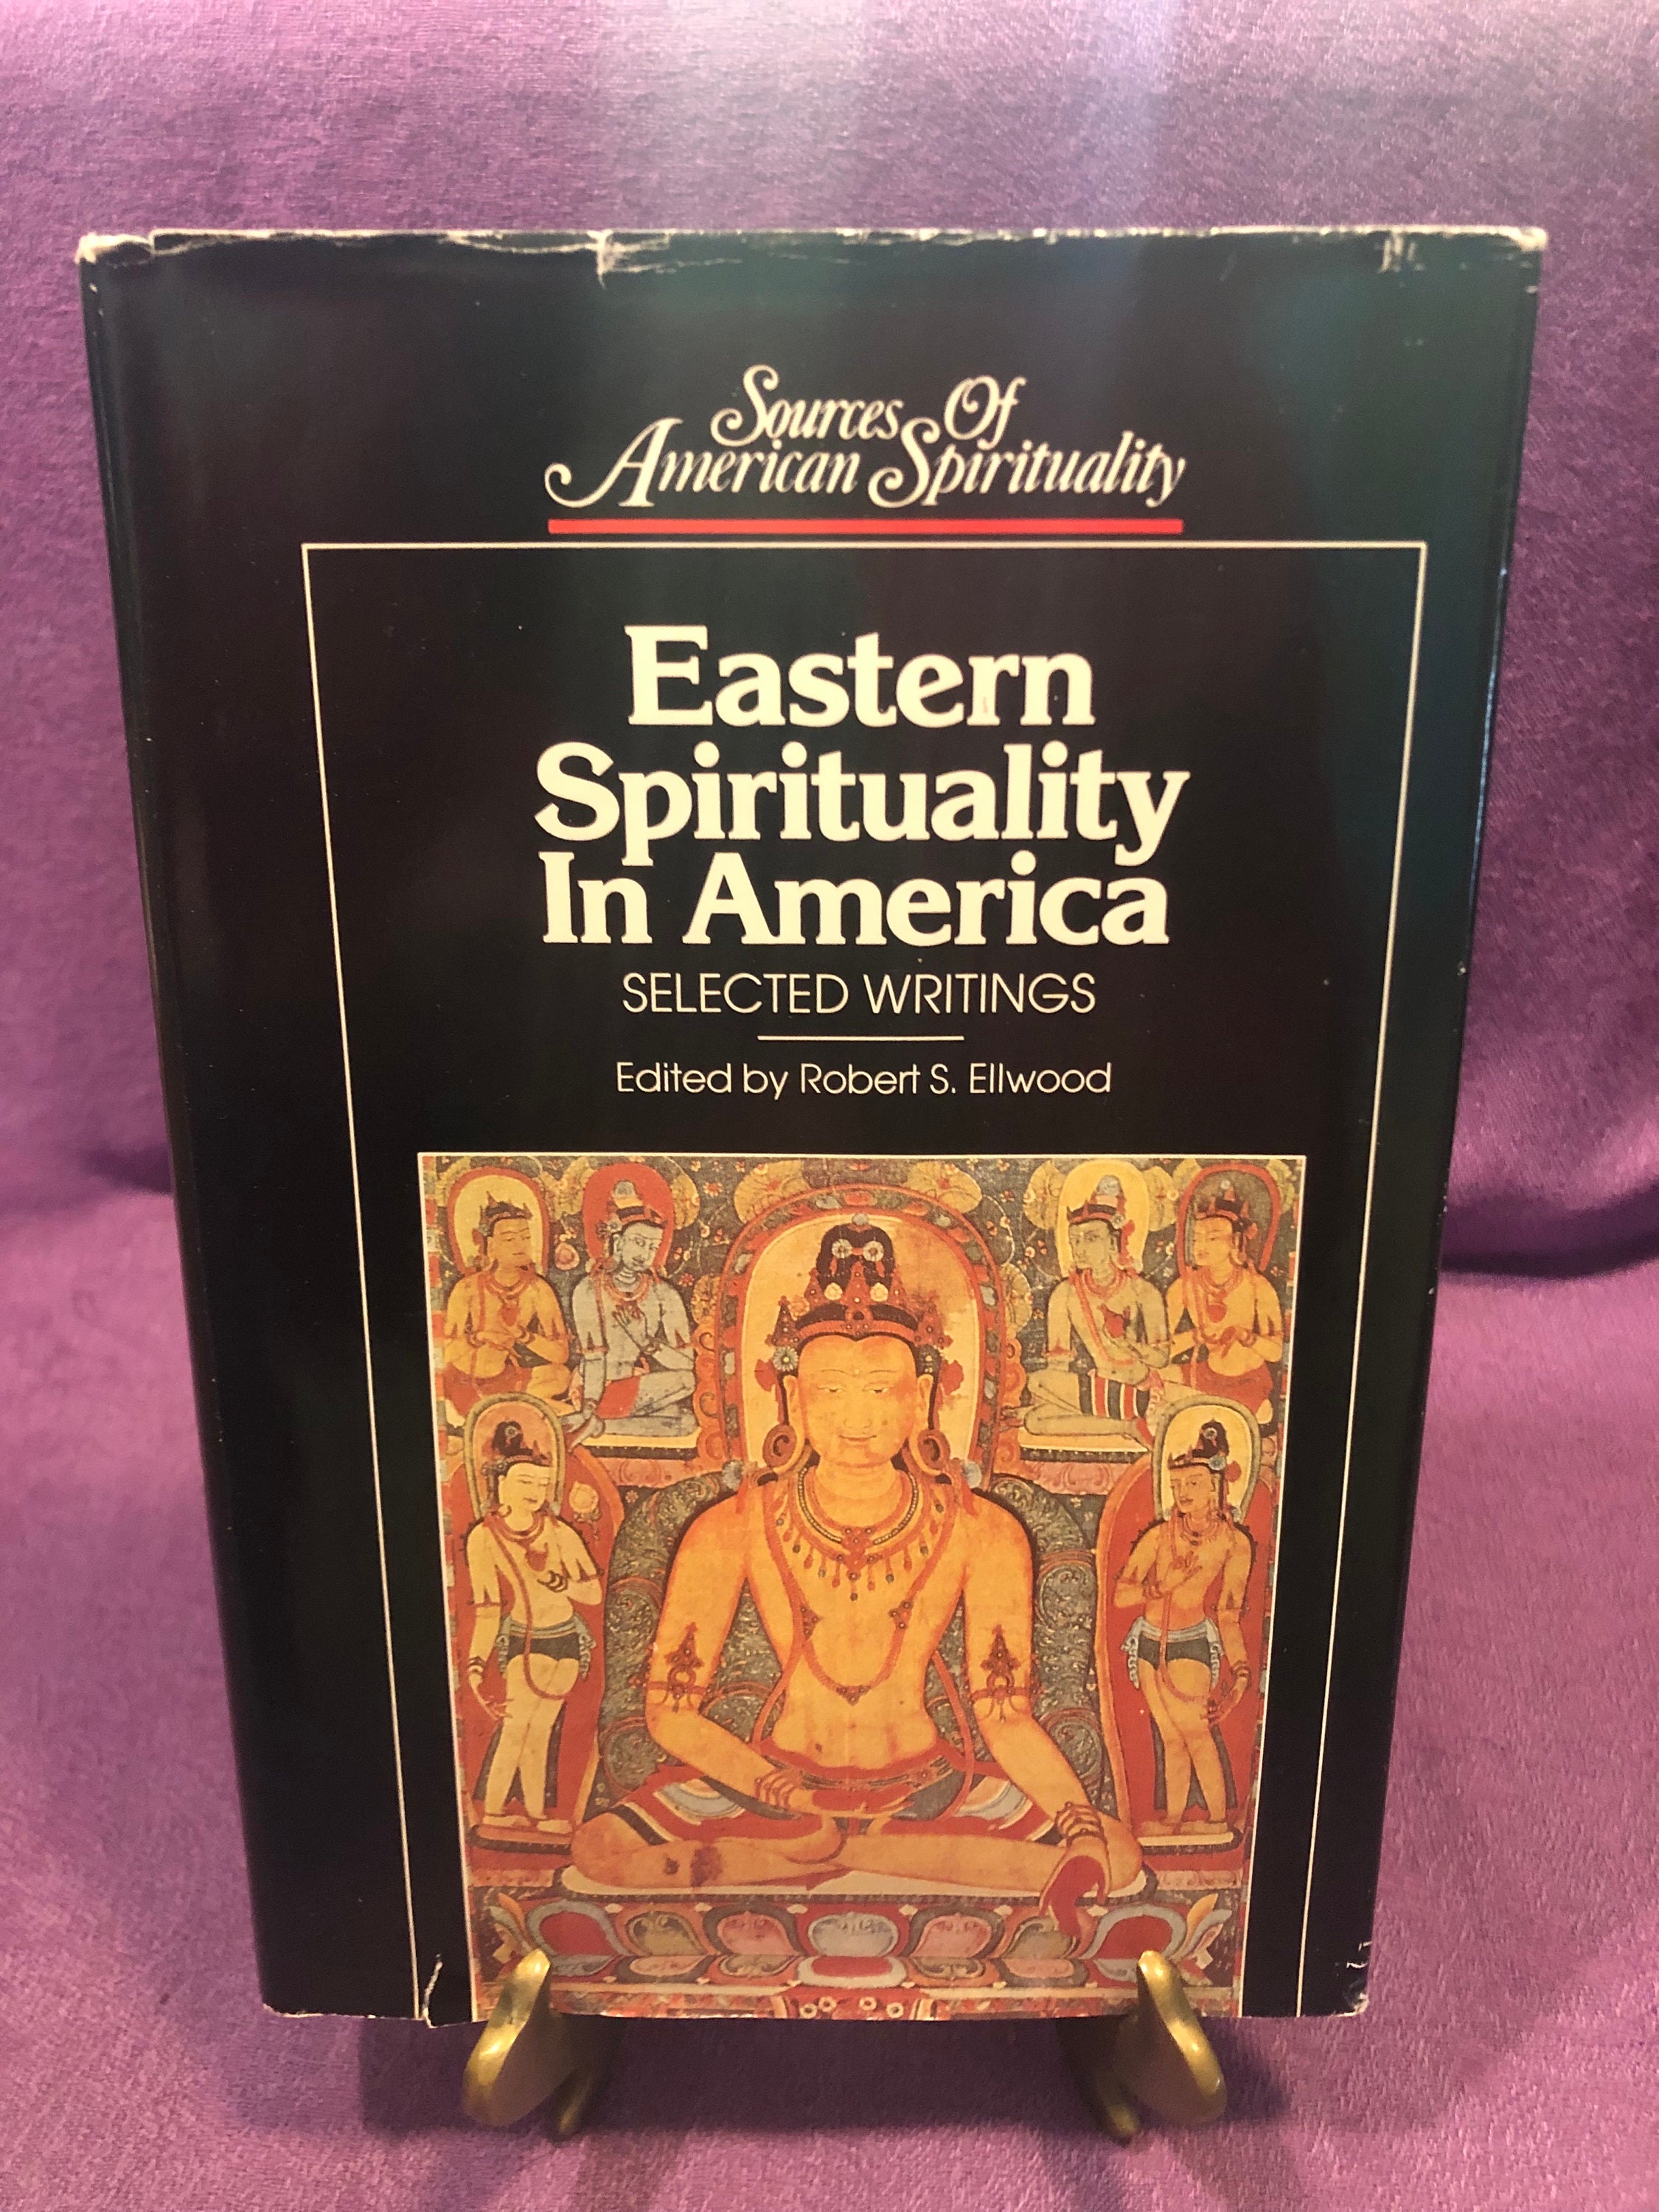 Sources Of
American Spirituality
Eastern
Spirituality
In America
SELECTED WRITINGS
Edited by Robert S. Ellwood